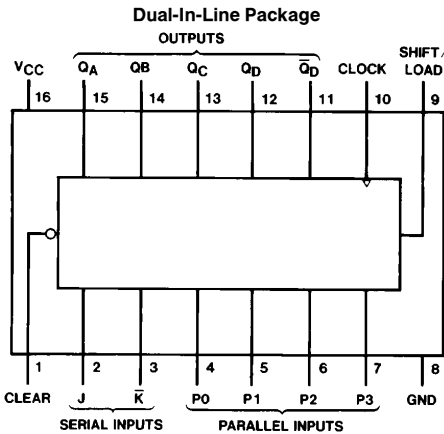 Dual-In-Line Package
OUTPUTS
VCC QA QB QC QD Q̅D CLOCK SHIFT/
LOAD
16 15 14 13 12 11 10 9
1 2 3 4 5 6 7 8
CLEAR J K̅ P0 P1 P2 P3 GND
SERIAL INPUTS PARALLEL INPUTS